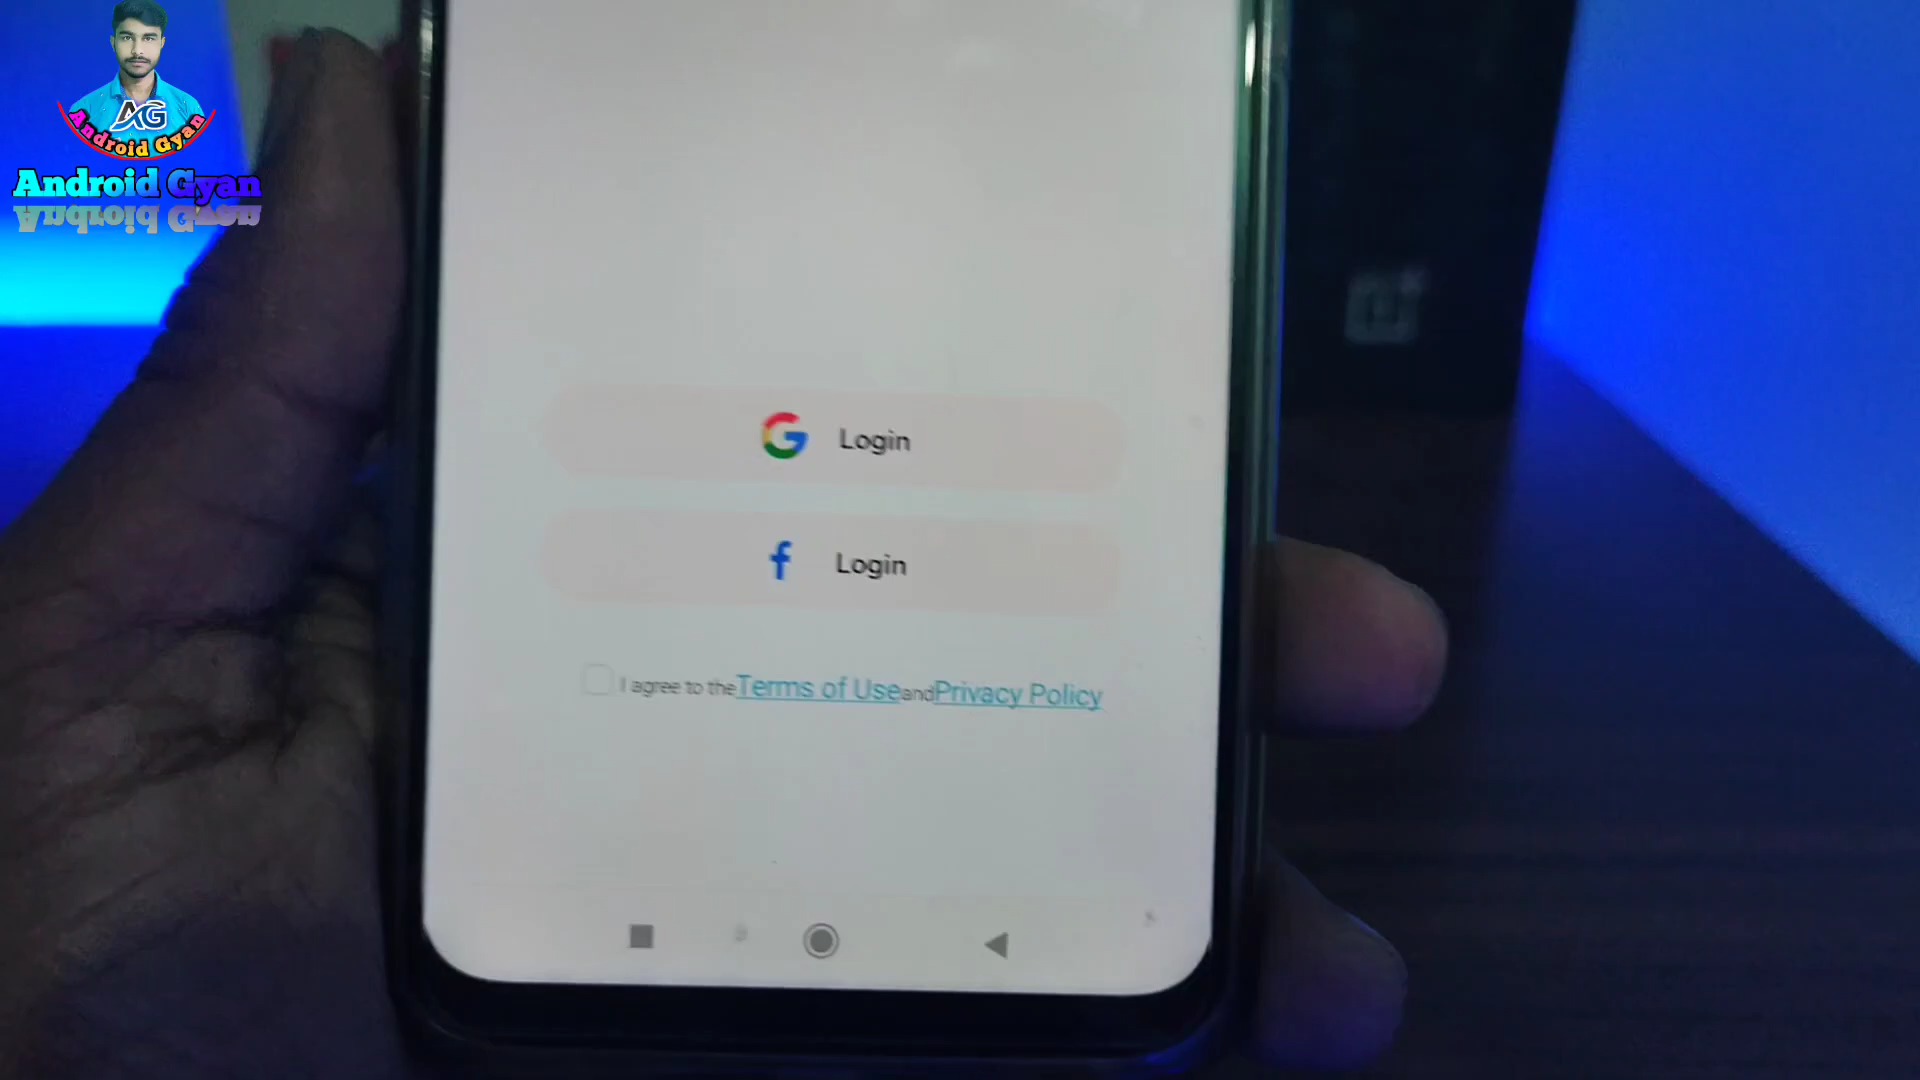 AG
Android Gyan
Android Gyan
Login
Login
I agree to the Terms of Use and Privacy Policy